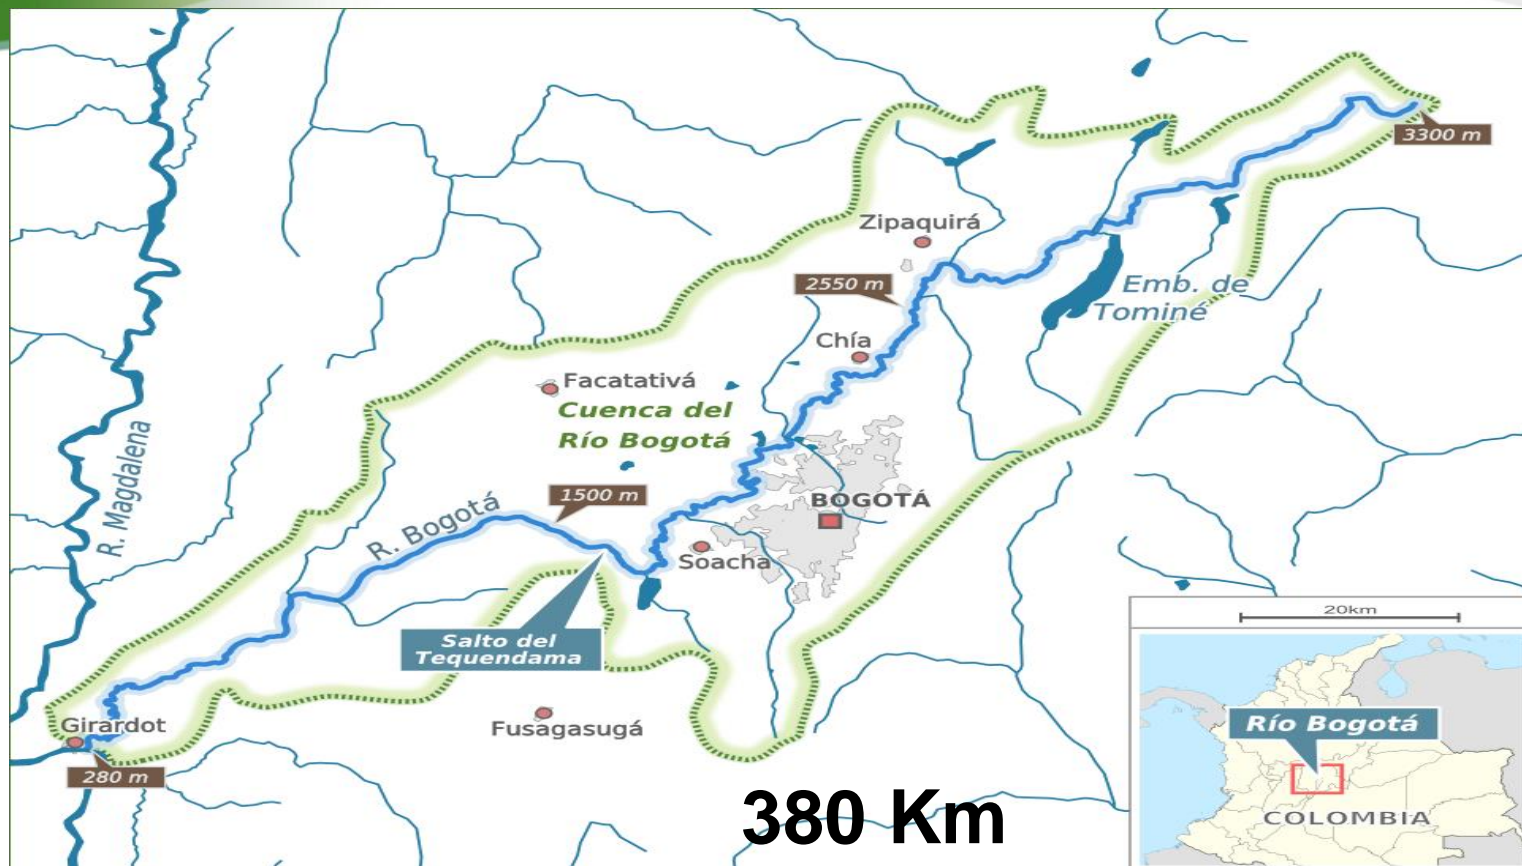 3300 m
Zipaquirá
2550 m
Emb. de
Tominé
Chía
Facatativá
Cuenca del
Río Bogotá
R. Magdalena
1500 m
BOGOTÁ
R. Bogotá
Soacha
Salto del
Tequendama
Girardot
Fusagasugá
280 m
380 Km
20km
Río Bogotá
COLOMBIA